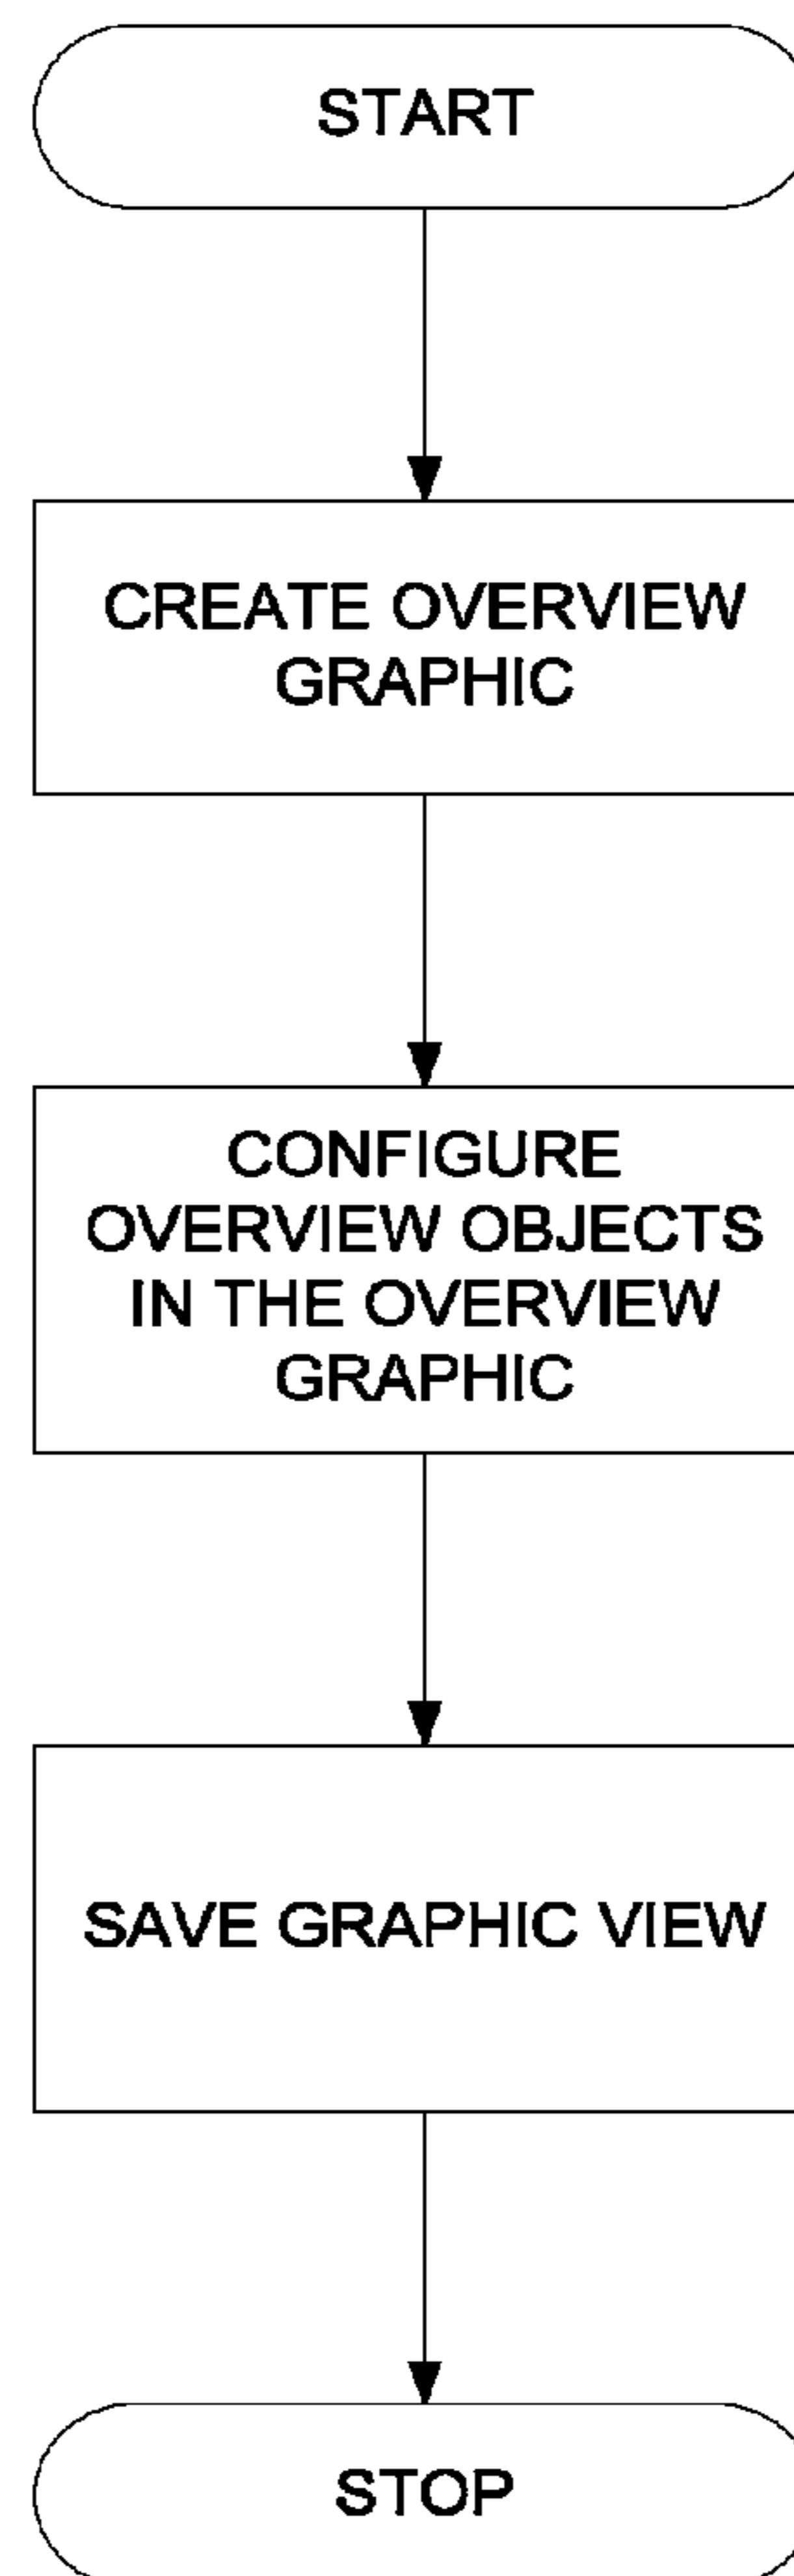 START
CREATE OVERVIEW
GRAPHIC
CONFIGURE
OVERVIEW OBJECTS
IN THE OVERVIEW
GRAPHIC
SAVE GRAPHIC VIEW
STOP